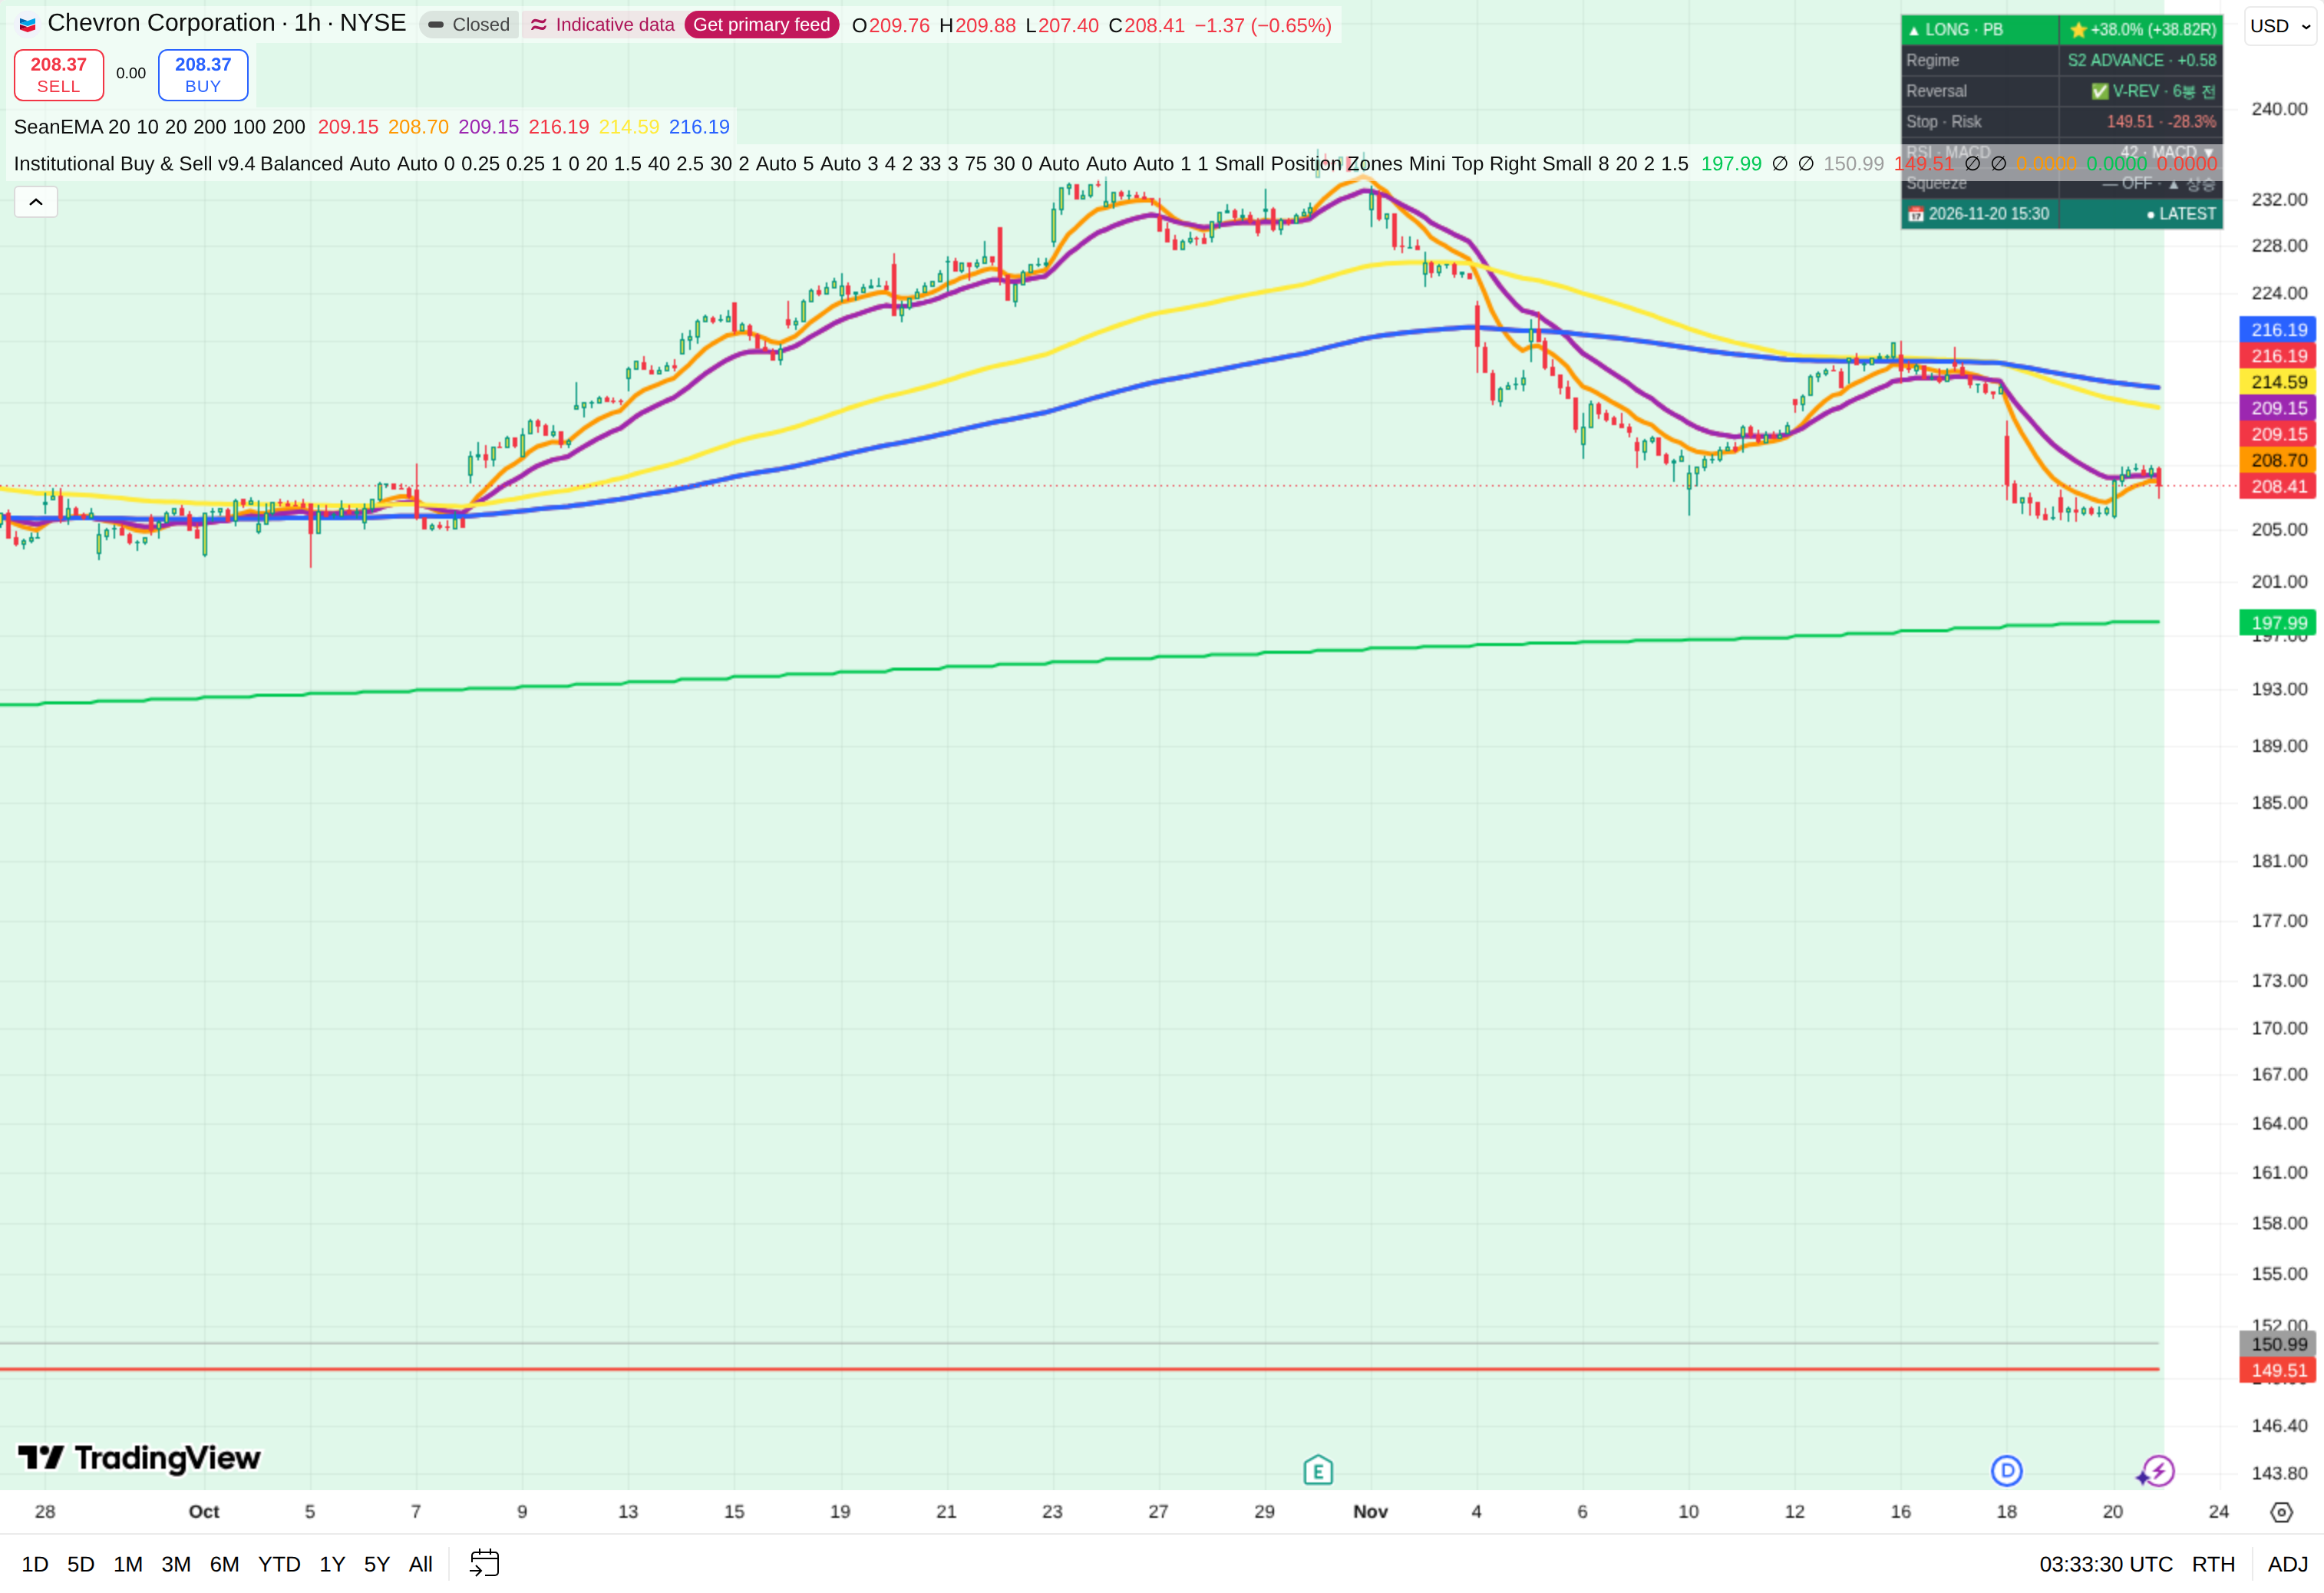 Chevron Corporation · 1h · NYSE Closed Indicative data Get primary feed O209.76 H209.88 L207.40 C208.41 −1.37 (−0.65%)
208.37 SELL 0.00 208.37 BUY
SeanEMA 20 10 20 200 100 200 209.15 208.70 209.15 216.19 214.59 216.19
Institutional Buy & Sell v9.4 Balanced Auto Auto 0 0.25 0.25 1 0 20 1.5 40 2.5 30 2 Auto 5 Auto 3 4 2 33 3 75 30 0 Auto Auto Auto 1 1 Small Position Zones Mini Top Right Small 8 20 2 1.5 197.99 ∅ ∅ 150.99 149.51 ∅ ∅ 0.0000 0.0000 0.0000
▲ LONG · PB ⭐ +38.0% (+38.82R)
Regime S2 ADVANCE · +0.58
Reversal ✅ V-REV · 6봉 전
Stop · Risk 149.51 · -28.3%
RSI · MACD 42 · MACD ▼
Squeeze — OFF · ▲ 상승
📅 2026-11-20 15:30 ● LATEST
USD
240.00
232.00
228.00
224.00
216.19
216.19
214.59
209.15
209.15
208.70
208.41
205.00
201.00
197.99
197.00
193.00
189.00
185.00
181.00
177.00
173.00
170.00
167.00
164.00
161.00
158.00
155.00
152.00
150.99
149.51
146.40
143.80
TradingView
E D
28 Oct 5 7 9 13 15 19 21 23 27 29 Nov 4 6 10 12 16 18 20 24
1D 5D 1M 3M 6M YTD 1Y 5Y All 03:33:30 UTC RTH ADJ